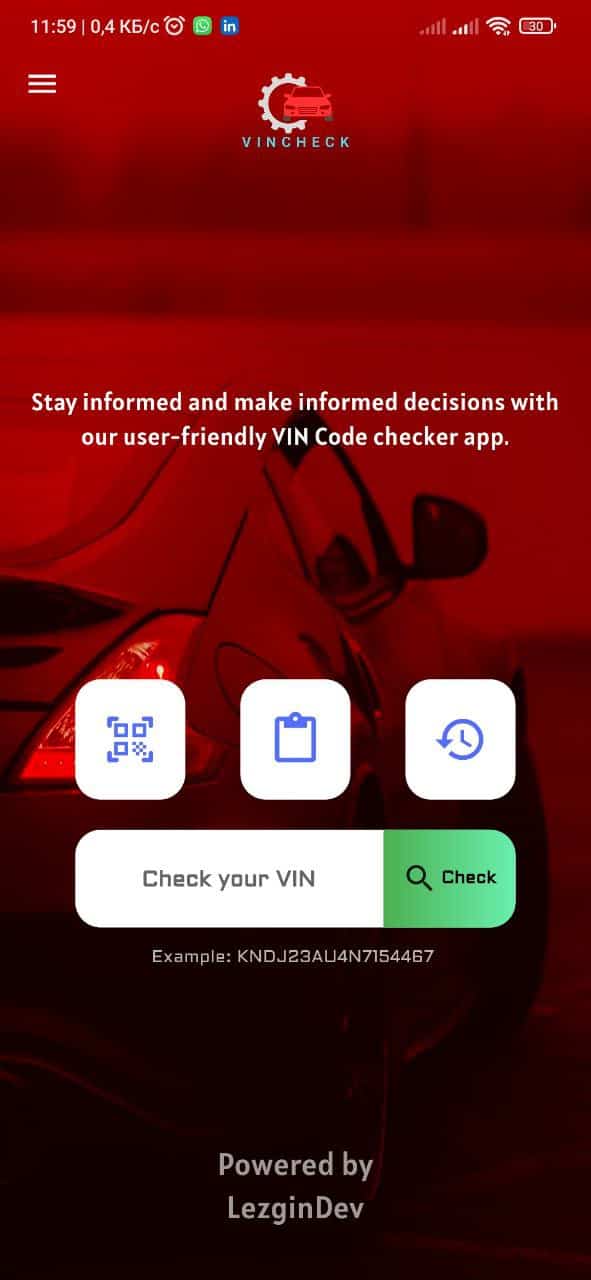 11:59 | 0,4 КБ/с
in
30
VINCHECK
Stay informed and make informed decisions with
our user-friendly VIN Code checker app.
Check your VIN
Check
Example: KNDJ23AU4N7154467
Powered by
LezginDev